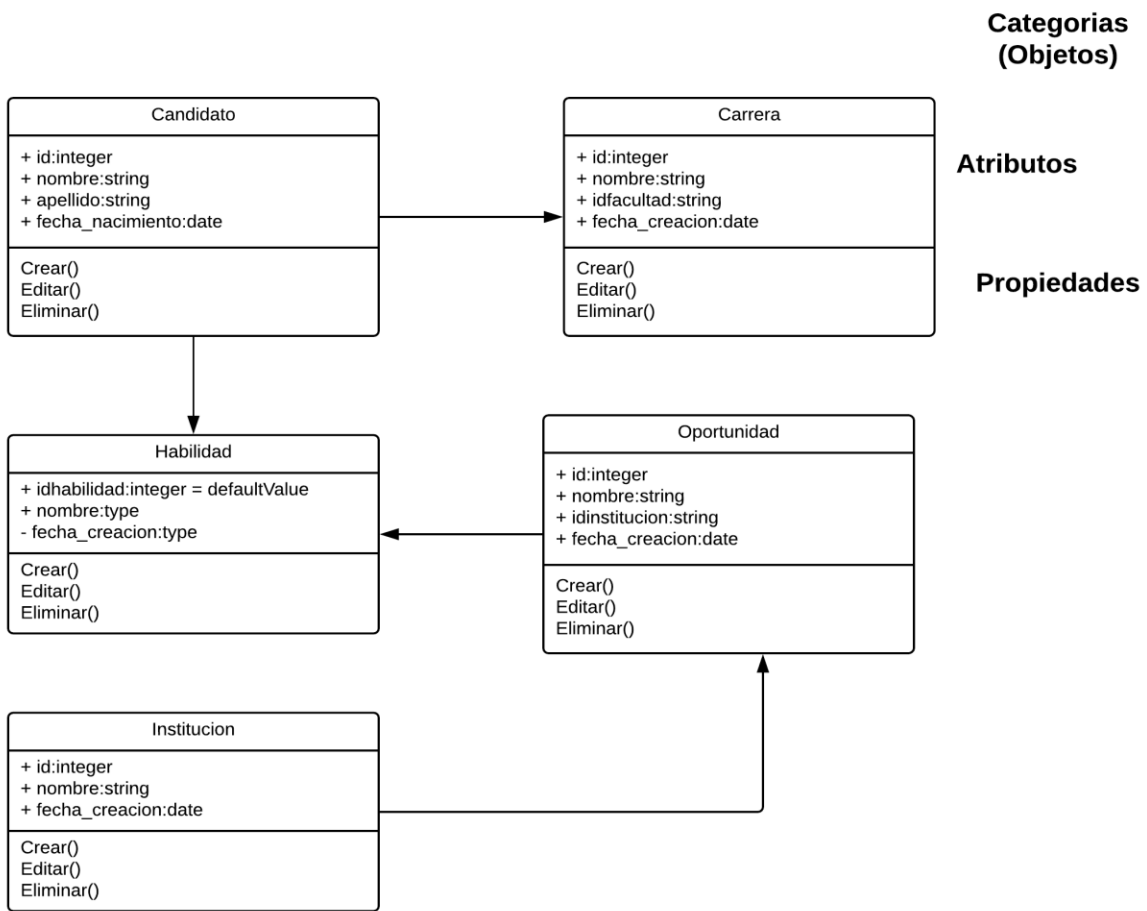 Categorias
(Objetos)
Candidato
+ id:integer
+ nombre:string
+ apellido:string
+ fecha_nacimiento:date
Crear()
Editar()
Eliminar()
Carrera
+ id:integer
+ nombre:string
+ idfacultad:string
+ fecha_creacion:date
Crear()
Editar()
Eliminar()
Atributos
Propiedades
Habilidad
+ idhabilidad:integer = defaultValue
+ nombre:type
- fecha_creacion:type
Crear()
Editar()
Eliminar()
Oportunidad
+ id:integer
+ nombre:string
+ idinstitucion:string
+ fecha_creacion:date
Crear()
Editar()
Eliminar()
Institucion
+ id:integer
+ nombre:string
+ fecha_creacion:date
Crear()
Editar()
Eliminar()